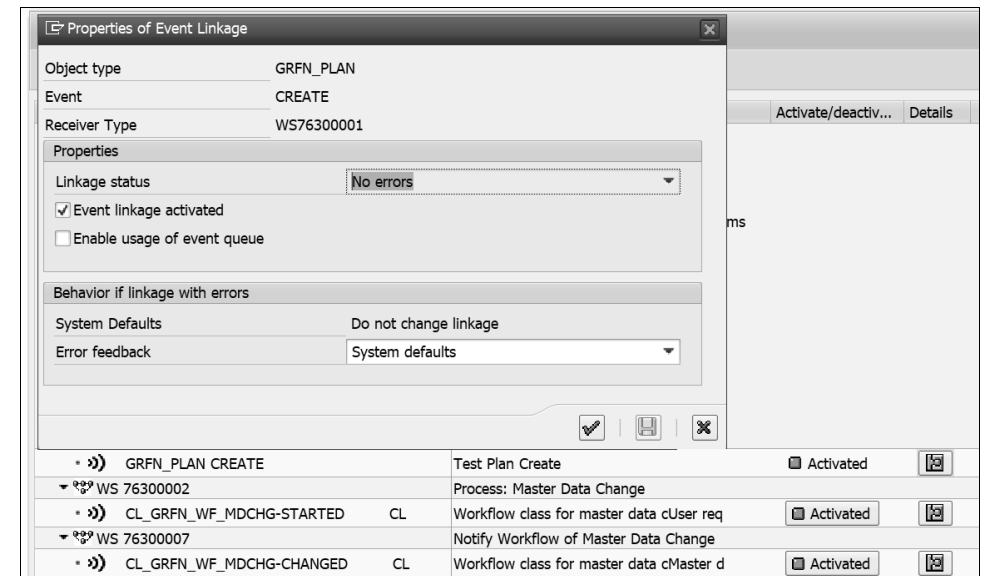 Properties of Event Linkage
Object type GRFN_PLAN
Event CREATE
Receiver Type WS76300001
Activate/deactiv... Details
Properties
Linkage status No errors
Event linkage activated
ms
Enable usage of event queue
Behavior if linkage with errors
System Defaults Do not change linkage
Error feedback System defaults
GRFN_PLAN CREATE Test Plan Create Activated
WS 76300002 Process: Master Data Change
CL_GRFN_WF_MDCHG-STARTED CL Workflow class for master data cUser req Activated
WS 76300007 Notify Workflow of Master Data Change
CL_GRFN_WF_MDCHG-CHANGED CL Workflow class for master data cMaster d Activated